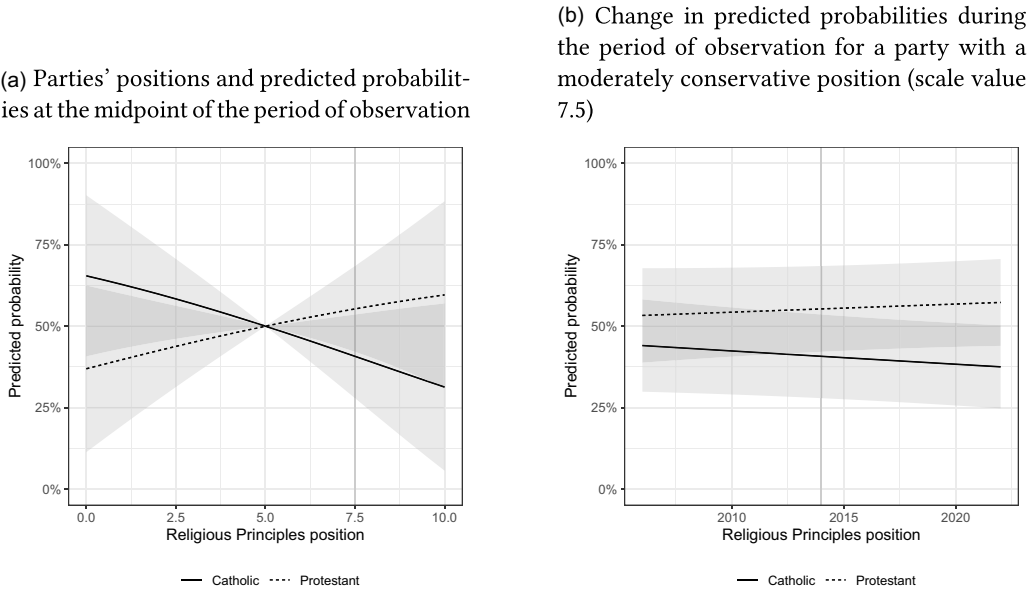 (a) Parties’ positions and predicted probabilit-
ies at the midpoint of the period of observation
100%
75%
50%
25%
0%
Predicted probability
0.0 2.5 5.0 7.5 10.0
Religious Principles position
Catholic Protestant
(b) Change in predicted probabilities during
the period of observation for a party with a
moderately conservative position (scale value
7.5)
100%
75%
50%
25%
0%
Predicted probability
2010 2015 2020
Religious Principles position
Catholic Protestant